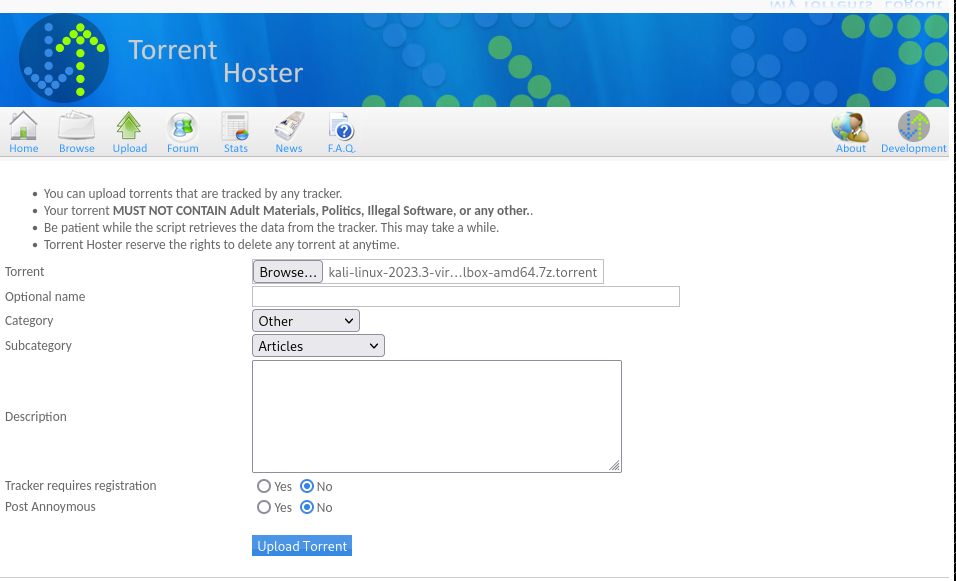 My Torrents Logout
Torrent
Hoster
Home Browse Upload Forum Stats News F.A.Q. About Development
You can upload torrents that are tracked by any tracker.
Your torrent MUST NOT CONTAIN Adult Materials, Politics, Illegal Software, or any other..
Be patient while the script retrieves the data from the tracker. This may take a while.
Torrent Hoster reserve the rights to delete any torrent at anytime.
Torrent Browse... kali-linux-2023.3-vir...lbox-amd64.7z.torrent
Optional name
Category Other
Subcategory Articles
Description
Tracker requires registration Yes No
Post Annoymous Yes No
Upload Torrent